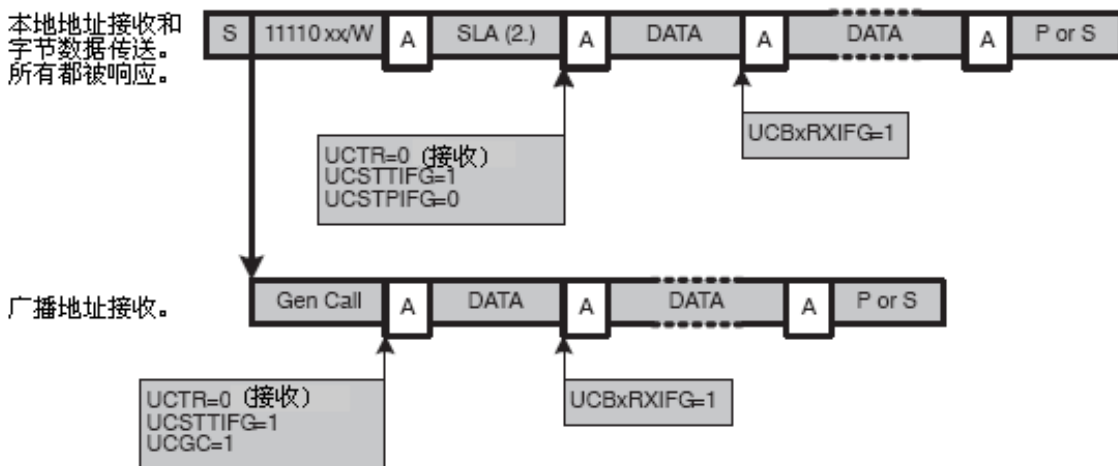 本地地址接收和
字节数据传送。
所有都被响应。
S 11110 xx/W A SLA (2.) A DATA A DATA A P or S
UCBxRXIFG=1
UCTR=0 (接收)
UCSTTIFG=1
UCSTPIFG=0
广播地址接收。
Gen Call A DATA A DATA A P or S
UCTR=0 (接收)
UCSTTIFG=1
UCGC=1
UCBxRXIFG=1